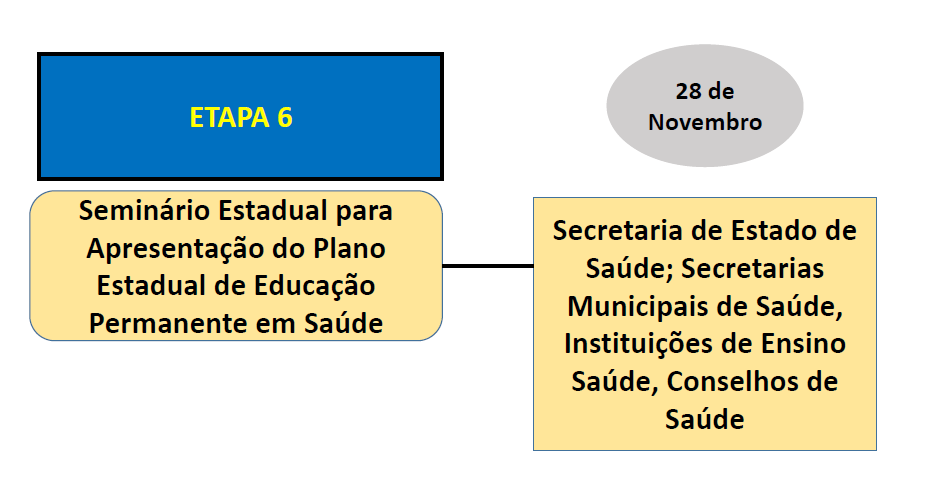 ETAPA 6
28 de
Novembro
Seminário Estadual para
Apresentação do Plano
Estadual de Educação
Permanente em Saúde
Secretaria de Estado de
Saúde; Secretarias
Municipais de Saúde,
Instituições de Ensino
Saúde, Conselhos de
Saúde